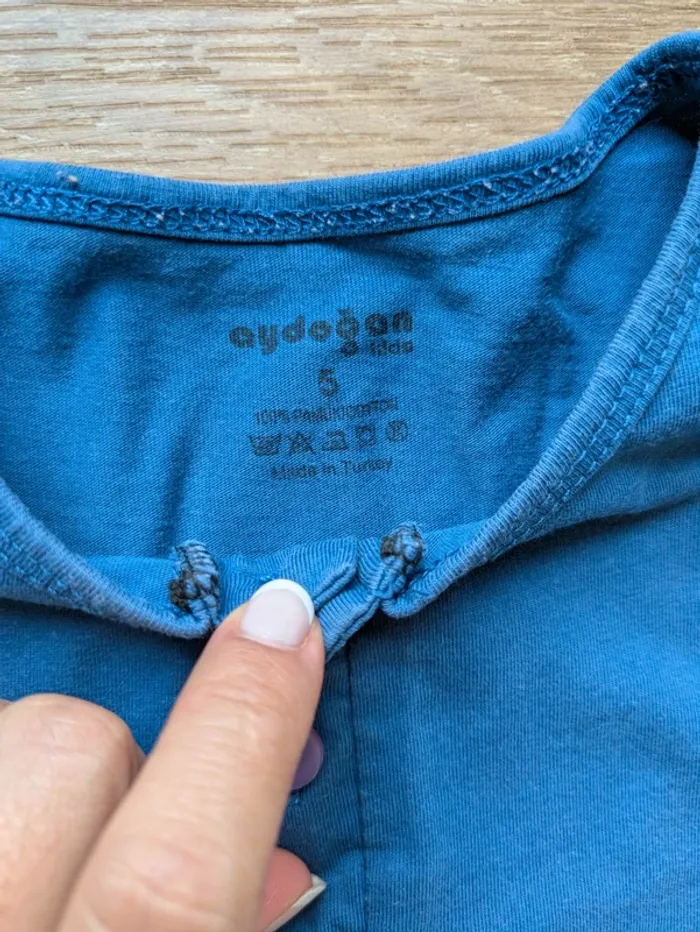 aydoğan
kids
5
100% PAMUK/COTTON
Made in Turkey